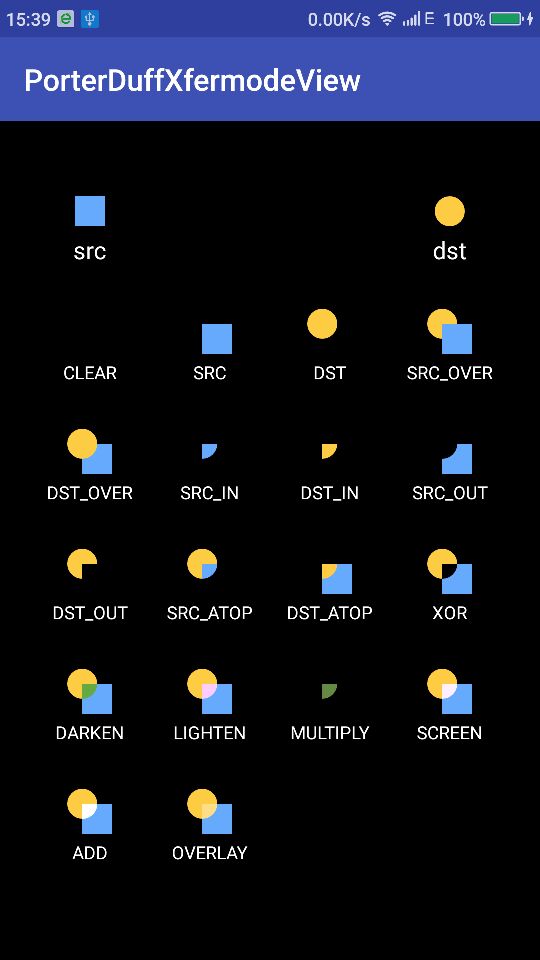 15:39 0.00K/s E 100%
PorterDuffXfermodeView
src dst
CLEAR SRC DST SRC_OVER
DST_OVER SRC_IN DST_IN SRC_OUT
DST_OUT SRC_ATOP DST_ATOP XOR
DARKEN LIGHTEN MULTIPLY SCREEN
ADD OVERLAY